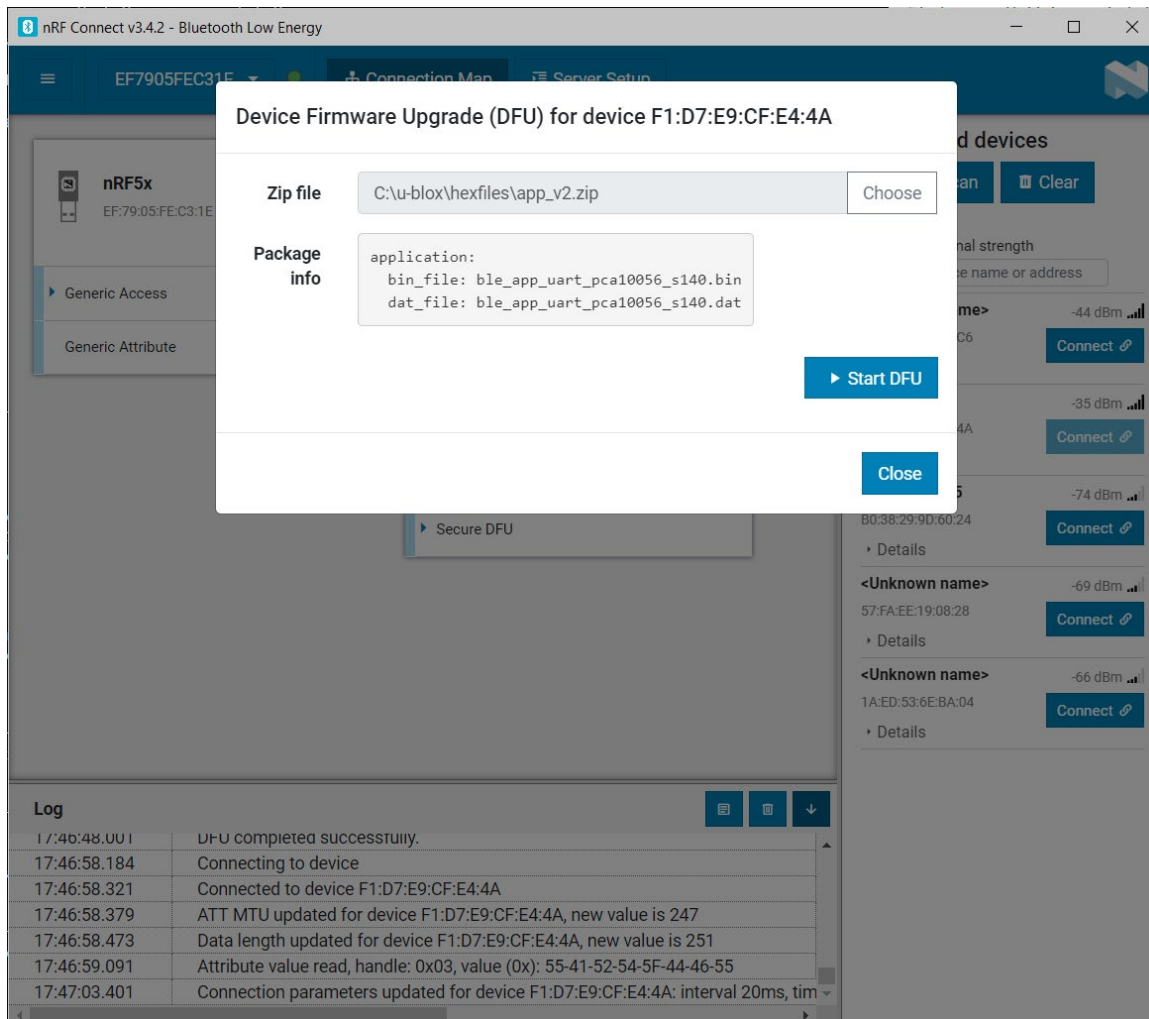 nRF Connect v3.4.2 - Bluetooth Low Energy
EF7905FEC31E
Connection Map
Server Setup
Device Firmware Upgrade (DFU) for device F1:D7:E9:CF:E4:4A
Zip file
C:\u-blox\hexfiles\app_v2.zip
Choose
Package info
application:
bin_file: ble_app_uart_pca10056_s140.bin
dat_file: ble_app_uart_pca10056_s140.dat
Start DFU
Close
nRF5x
EF:79:05:FE:C3:1E
Generic Access
Generic Attribute
Secure DFU
d devices
an
Clear
nal strength
e name or address
me>
-44 dBm
C6
Connect
-35 dBm
4A
Connect
-74 dBm
B0:38:29:9D:60:24
Connect
Details
<Unknown name>
-69 dBm
57:FA:EE:19:08:28
Connect
Details
<Unknown name>
-66 dBm
1A:ED:53:6E:BA:04
Connect
Details
Log
17:46:48.001 DFU completed successfully.
17:46:58.184 Connecting to device
17:46:58.321 Connected to device F1:D7:E9:CF:E4:4A
17:46:58.379 ATT MTU updated for device F1:D7:E9:CF:E4:4A, new value is 247
17:46:58.473 Data length updated for device F1:D7:E9:CF:E4:4A, new value is 251
17:46:59.091 Attribute value read, handle: 0x03, value (0x): 55-41-52-54-5F-44-46-55
17:47:03.401 Connection parameters updated for device F1:D7:E9:CF:E4:4A: interval 20ms, tim